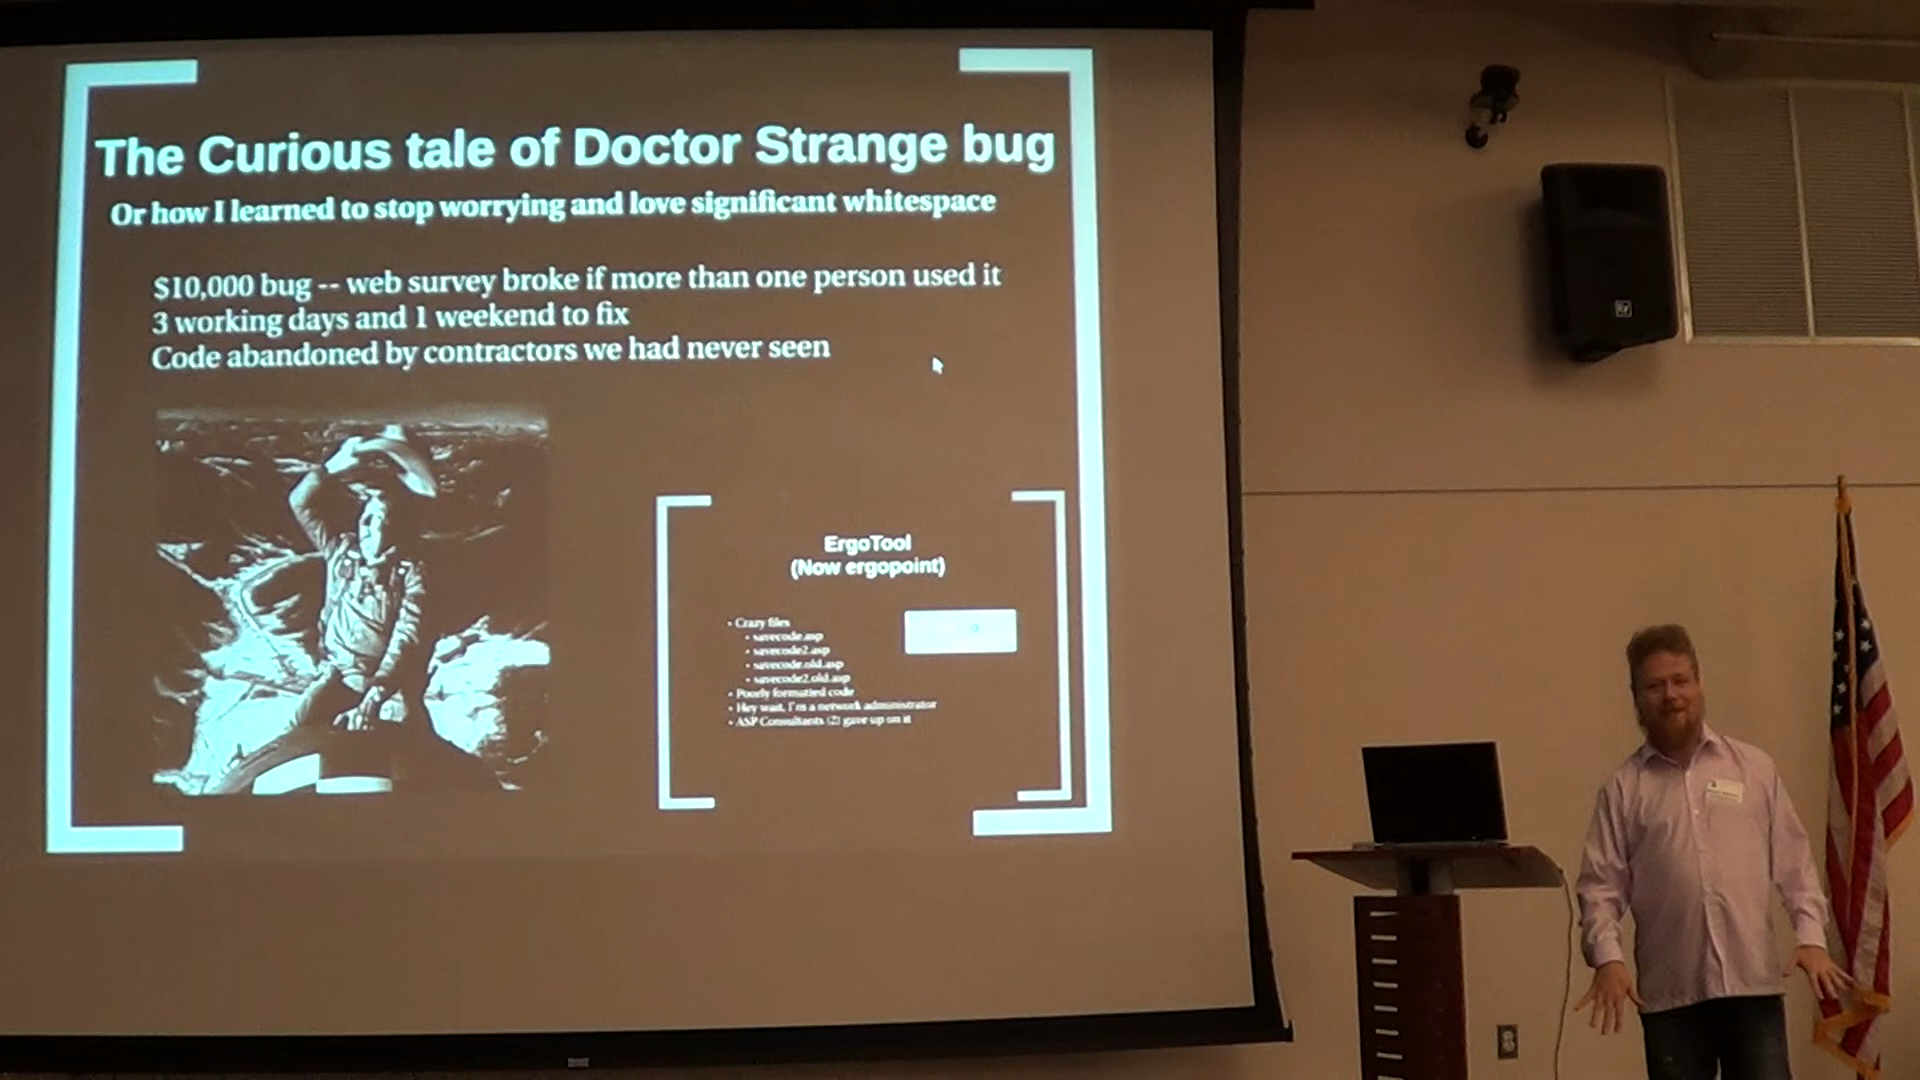 The Curious tale of Doctor Strange bug
Or how I learned to stop worrying and love significant whitespace
$10,000 bug -- web survey broke if more than one person used it
3 working days and 1 weekend to fix
Code abandoned by contractors we had never seen
ErgoTool
(Now ergopoint)
• Crazy files
• savecode.asp
• savecode2.asp
• savecode.old.asp
• savecode2.old.asp
• Poorly formatted code
• Hey wait, I'm a network administrator
• ASP Consultants (2) gave up on it